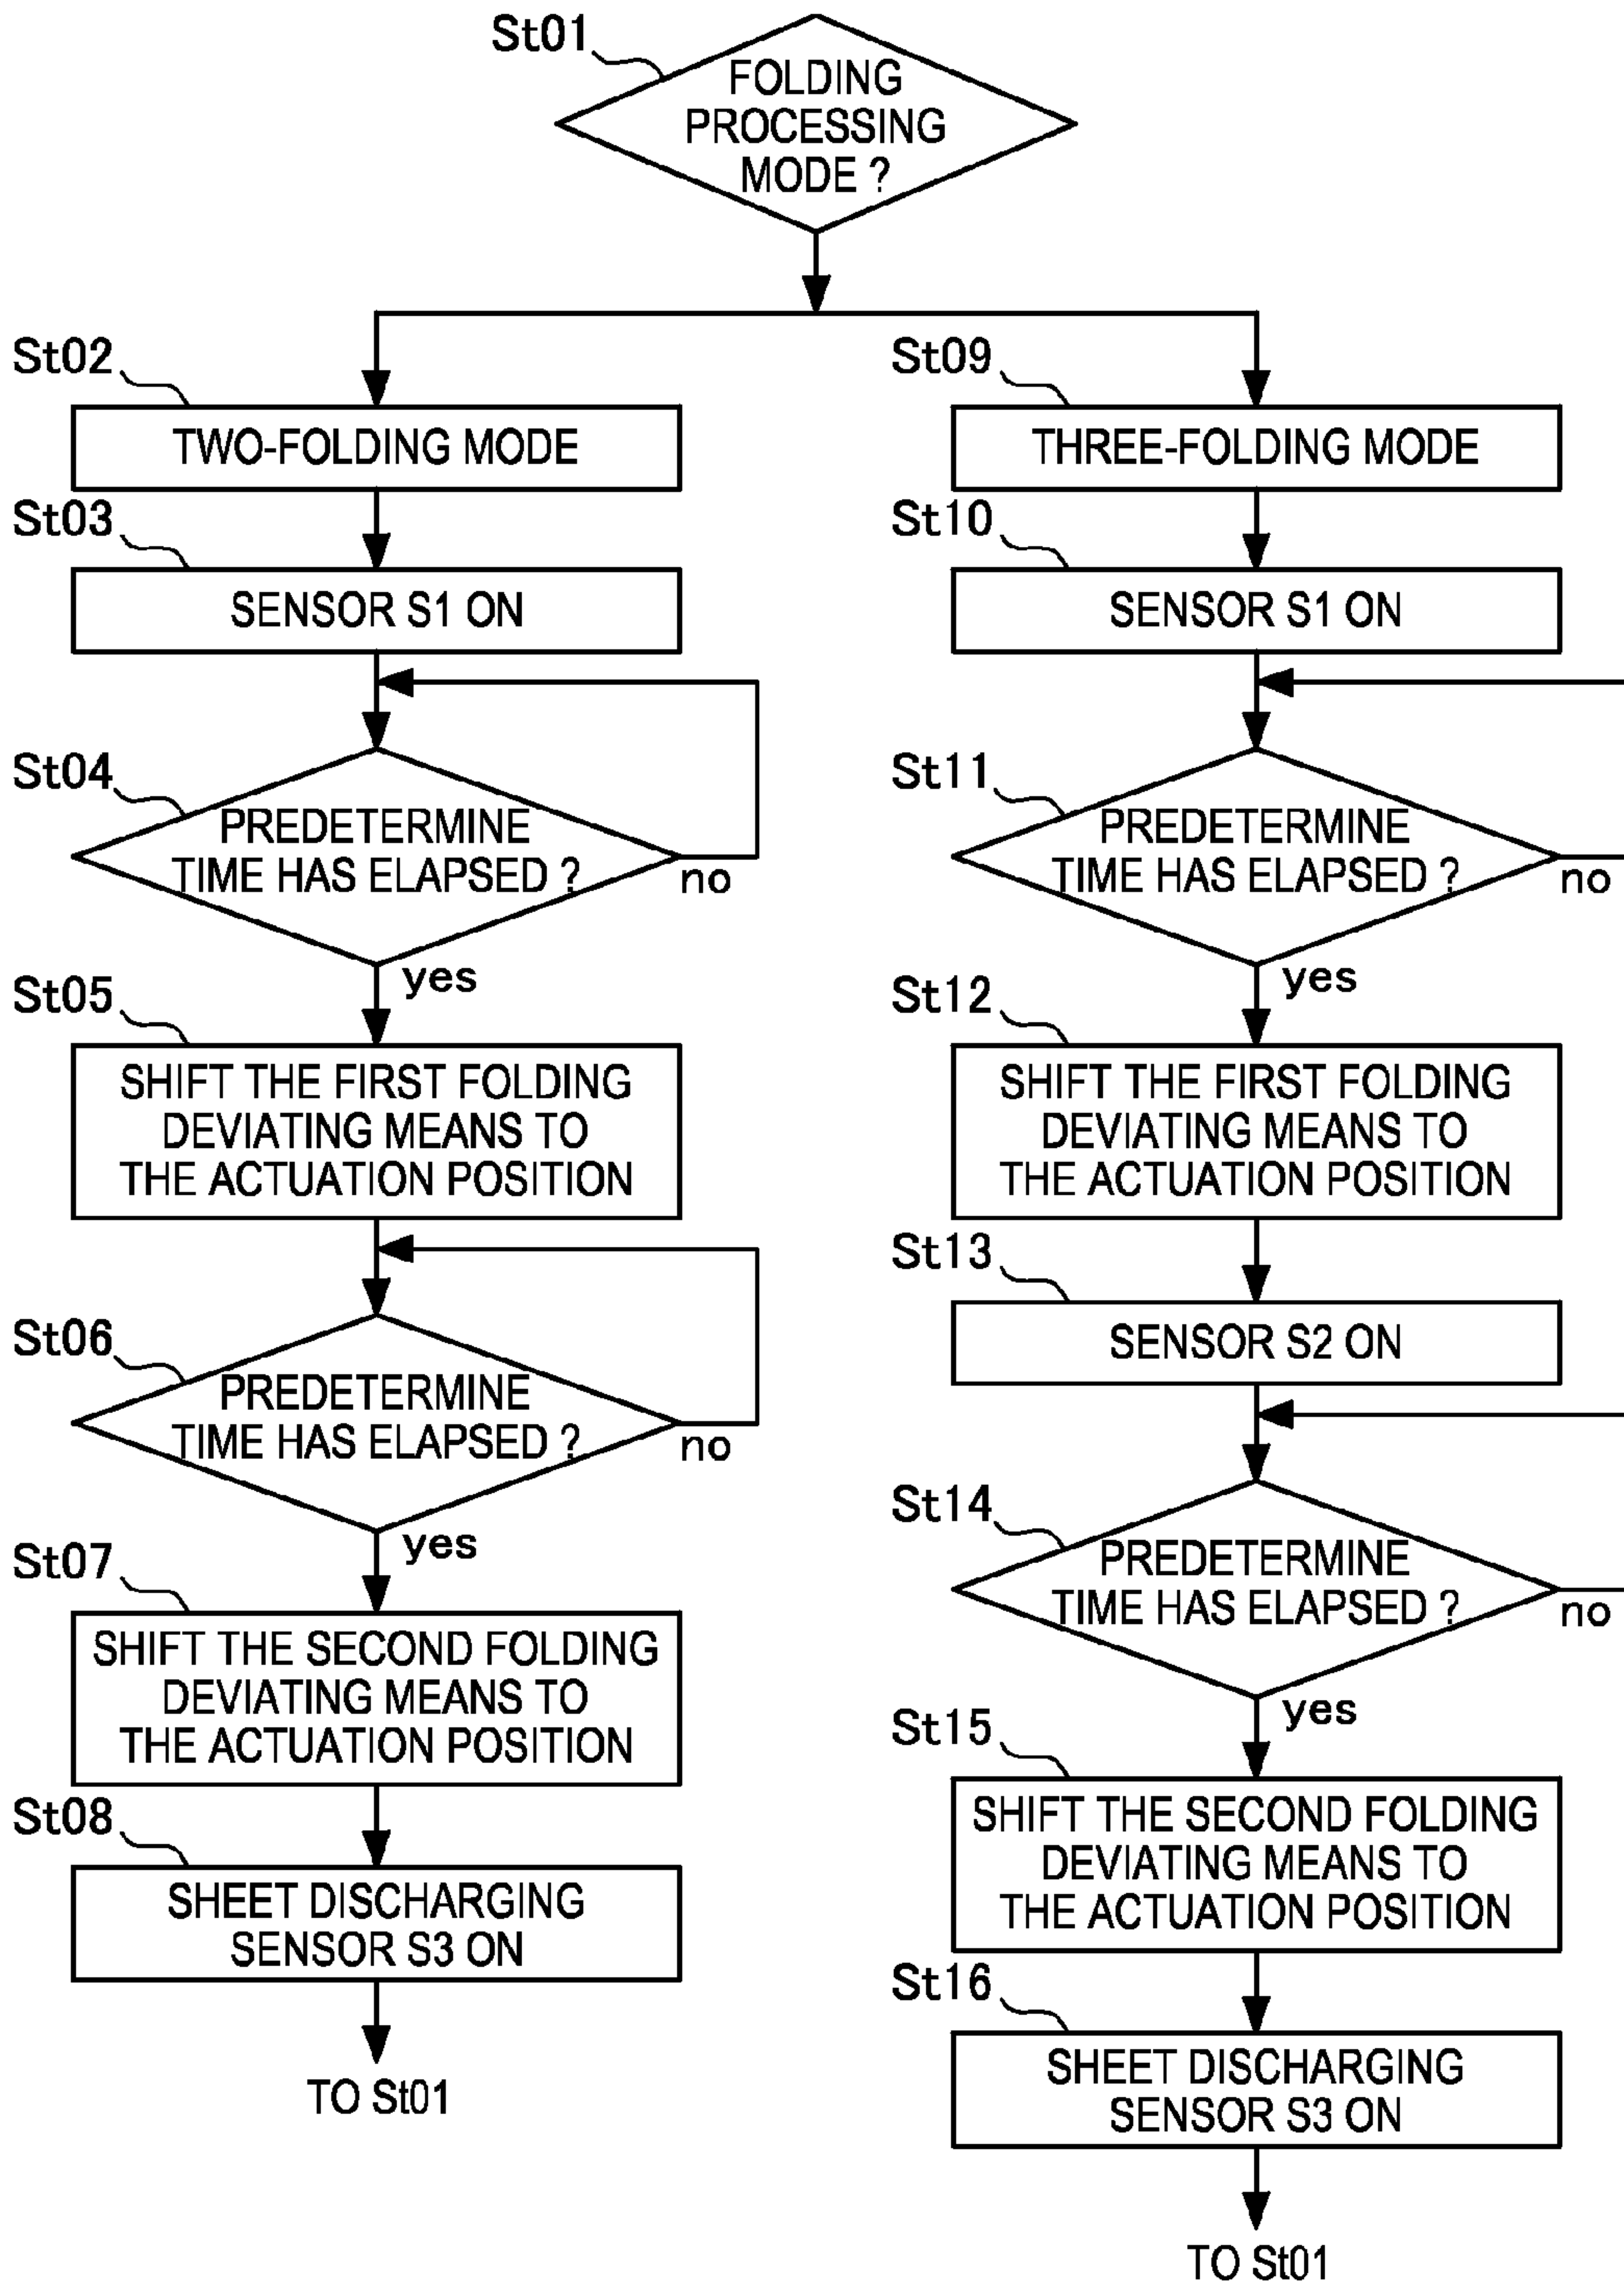 St01
FOLDING
PROCESSING
MODE ?
St02
TWO-FOLDING MODE
St03
SENSOR S1 ON
St04
PREDETERMINE
TIME HAS ELAPSED ?
no
yes
St05
SHIFT THE FIRST FOLDING
DEVIATING MEANS TO
THE ACTUATION POSITION
St06
PREDETERMINE
TIME HAS ELAPSED ?
no
yes
St07
SHIFT THE SECOND FOLDING
DEVIATING MEANS TO
THE ACTUATION POSITION
St08
SHEET DISCHARGING
SENSOR S3 ON
TO St01
St09
THREE-FOLDING MODE
St10
SENSOR S1 ON
St11
PREDETERMINE
TIME HAS ELAPSED ?
no
yes
St12
SHIFT THE FIRST FOLDING
DEVIATING MEANS TO
THE ACTUATION POSITION
St13
SENSOR S2 ON
St14
PREDETERMINE
TIME HAS ELAPSED ?
no
yes
St15
SHIFT THE SECOND FOLDING
DEVIATING MEANS TO
THE ACTUATION POSITION
St16
SHEET DISCHARGING
SENSOR S3 ON
TO St01